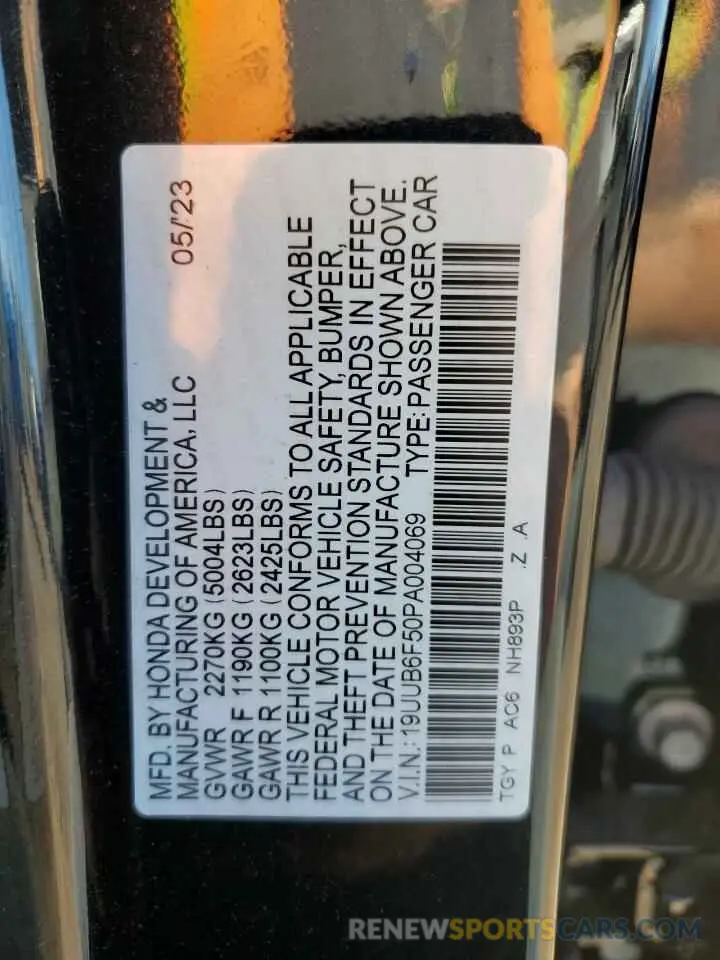 MFD. BY HONDA DEVELOPMENT & 05/23
MANUFACTURING OF AMERICA, LLC
GVWR 2270KG (5004LBS)
GAWR F 1190KG (2623LBS)
GAWR R 1100KG (2425LBS)
THIS VEHICLE CONFORMS TO ALL APPLICABLE
FEDERAL MOTOR VEHICLE SAFETY, BUMPER,
AND THEFT PREVENTION STANDARDS IN EFFECT
ON THE DATE OF MANUFACTURE SHOWN ABOVE.
V.I.N.: 19UUB6F50PA004069 TYPE: PASSENGER CAR
TGY P AC6 NH893P .Z .A
RENEWSPORTSCARS.COM